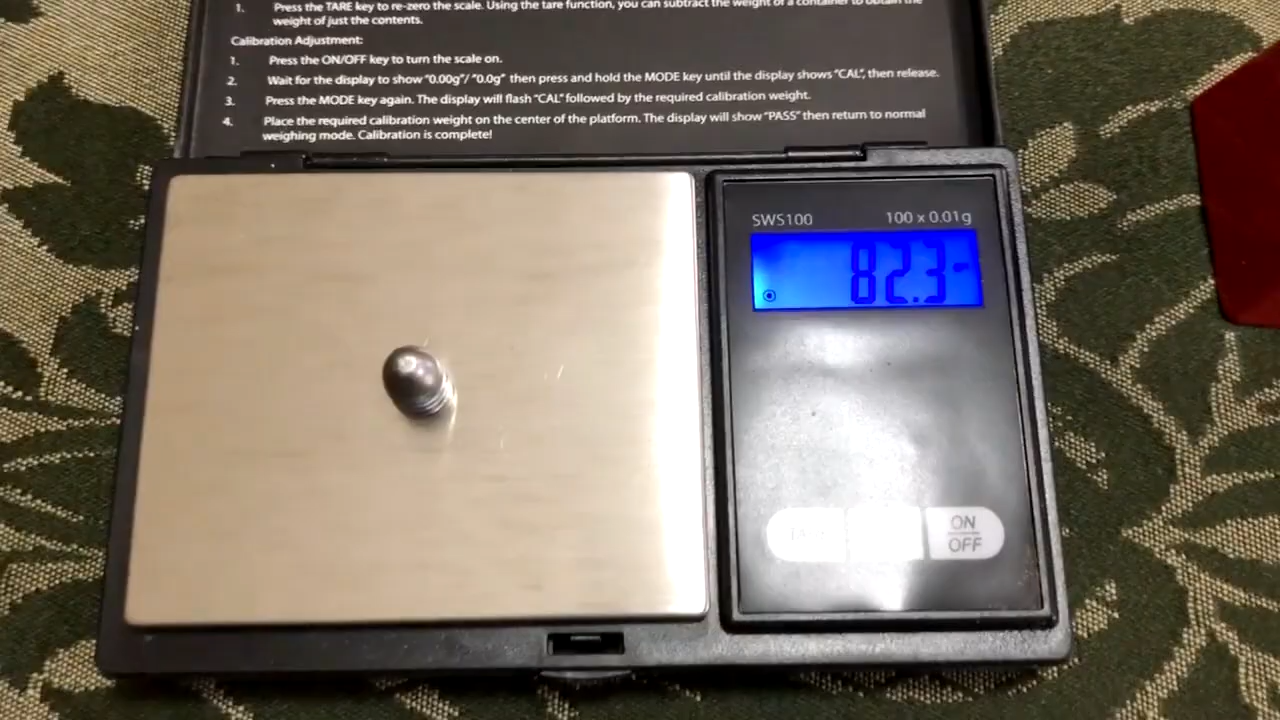 1. Press the TARE key to re-zero the scale. Using the tare function, you can subtract the weight of a container to obtain the
weight of just the contents.
Calibration Adjustment:
1. Press the ON/OFF key to turn the scale on.
2. Wait for the display to show "0.00g"/ "0.0g" then press and hold the MODE key until the display shows "CAL", then release.
3. Press the MODE key again. The display will flash "CAL" followed by the required calibration weight.
4. Place the required calibration weight on the center of the platform. The display will show "PASS" then return to normal
weighing mode. Calibration is complete!
SWS100 100 x 0.01g
82.3
ON
OFF